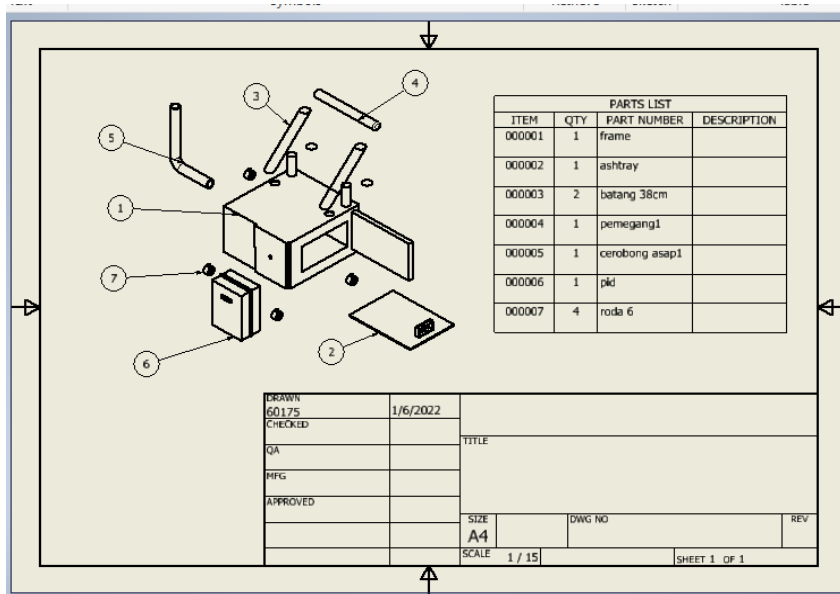 Symbols
4
3
5
1
7
6
2
PARTS LIST
ITEM QTY PART NUMBER DESCRIPTION
000001 1 frame
000002 1 ashtray
000003 2 batang 38cm
000004 1 pemegang1
000005 1 cerobong asap1
000006 1 pid
000007 4 roda 6
DRAWN
60175 1/6/2022
CHECKED
QA
MFG
APPROVED
TITLE
SIZE
A4
DWG NO
REV
SCALE 1 / 15
SHEET 1 OF 1